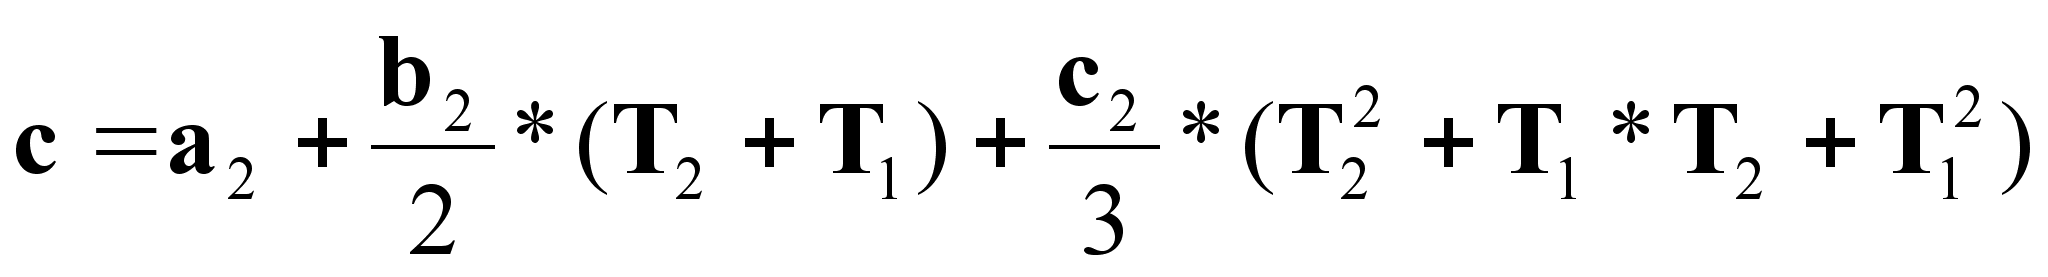 c = a₂ + b₂/2 * (T₂ + T₁) + c₂/3 * (T₂² + T₁ * T₂ + T₁²)